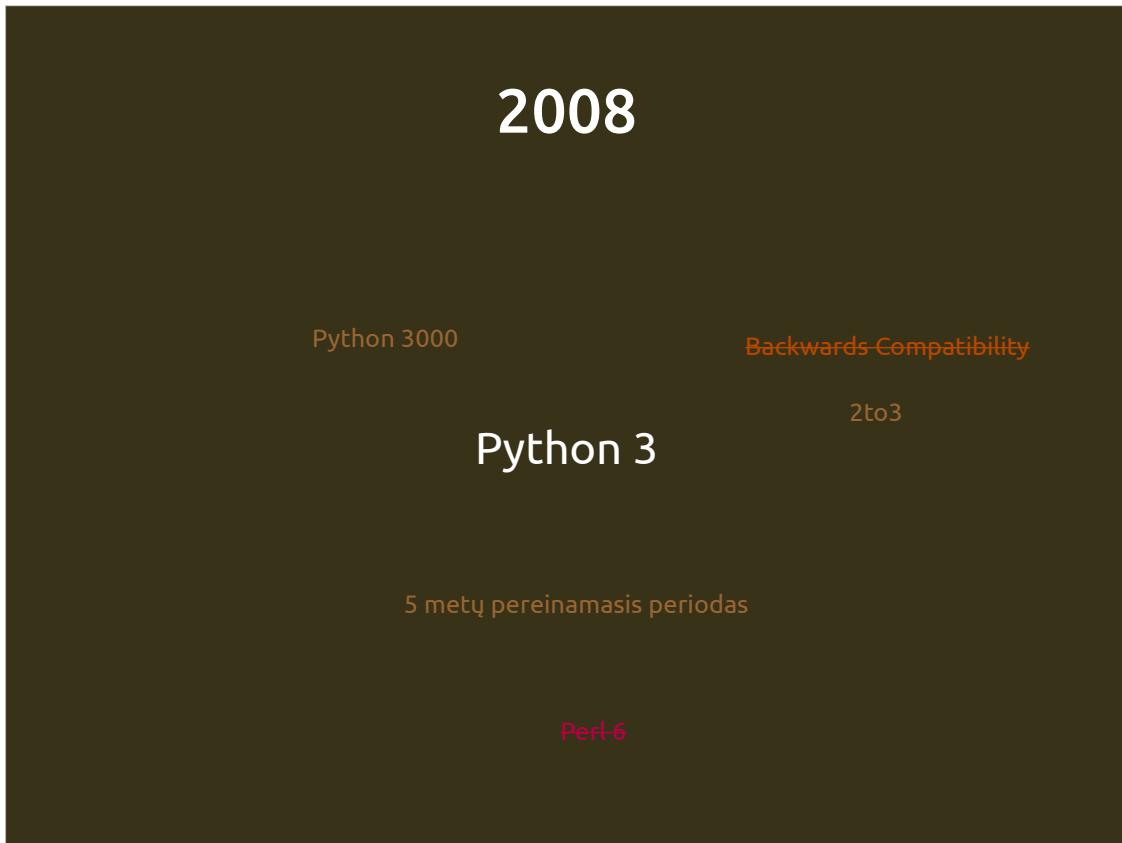 2008
Python 3000
Backwards Compatibility
2to3
Python 3
5 metų pereinamasis periodas
Perl 6